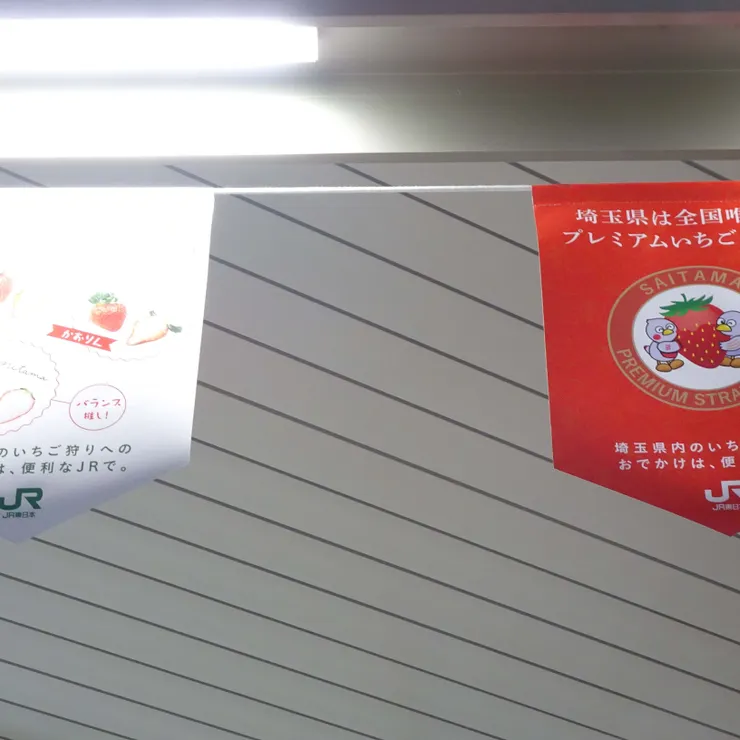 かおりん
バランス
推し!
のいちご狩りへの
は、便利なJRで。
JR
JR東日本
埼玉県は全国唯
プレミアムいちご
SAITAMA
PREMIUM STRA
埼玉県内のいち
おでかけは、便
JR
JR東日